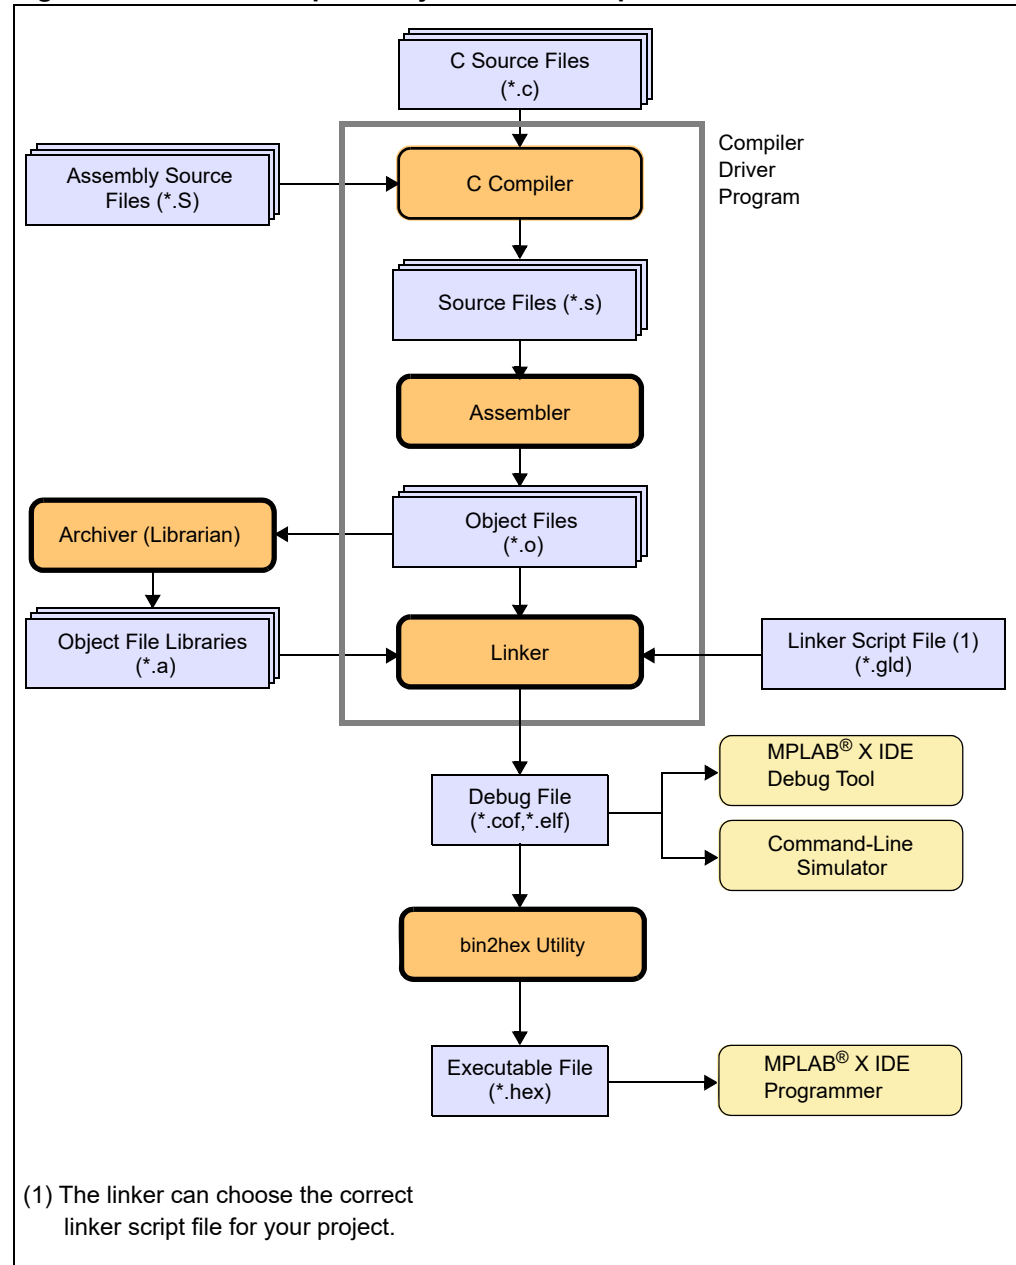 C Source Files
(*.c)
Compiler
Driver
Program
Assembly Source
Files (*.S)
C Compiler
Source Files (*.s)
Assembler
Archiver (Librarian)
Object Files
(*.o)
Object File Libraries
(*.a)
Linker
Linker Script File (1)
(*.gld)
MPLAB® X IDE
Debug Tool
Debug File
(*.cof,*.elf)
Command-Line
Simulator
bin2hex Utility
Executable File
(*.hex)
MPLAB® X IDE
Programmer
(1) The linker can choose the correct
linker script file for your project.